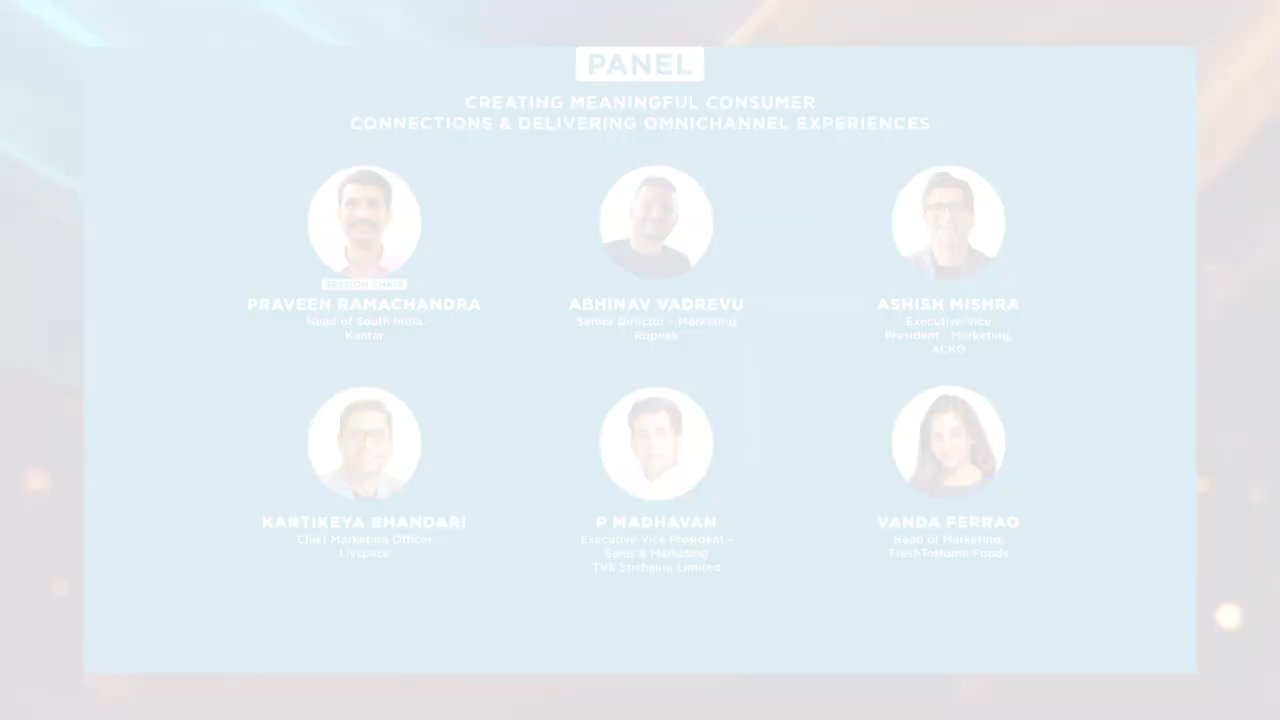 PANEL
CREATING MEANINGFUL CONSUMER
CONNECTIONS & DELIVERING OMNICHANNEL EXPERIENCES
SESSION CHAIR
PRAVEEN RAMACHANDRA
Head of South India,
Kantar
ABHINAV VADREVU
Senior Director - Marketing
Rupeek
ASHISH MISHRA
Executive Vice
President - Marketing,
ACKO
KARTIKEYA BHANDARI
Chief Marketing Officer
Livspace
P MADHAVAN
Executive Vice President -
Sales & Marketing
TVS Srichakra Limited
VANDA FERRAO
Head of Marketing,
FreshToHome Foods